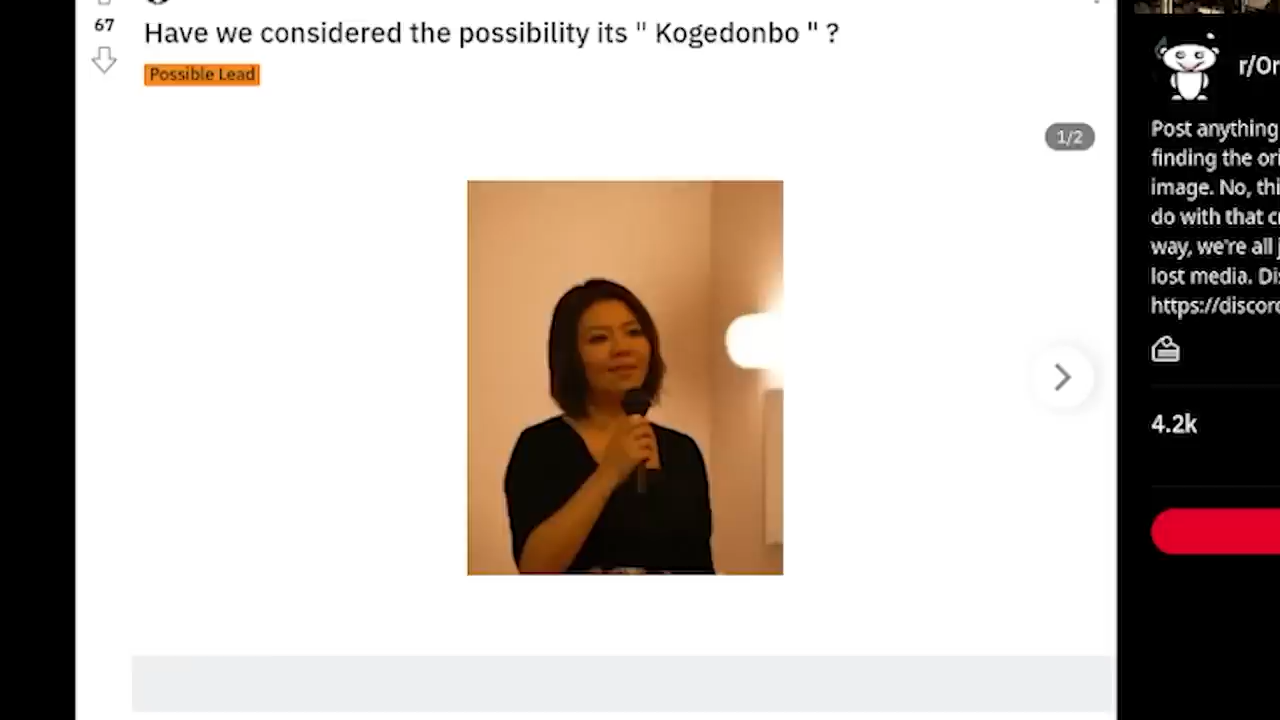 67
Have we considered the possibility its " Kogedonbo " ?
Possible Lead
1/2
r/Or
Post anything
finding the ori
image. No, thi
do with that c
way, we're all j
lost media. Di
https://discor
4.2k